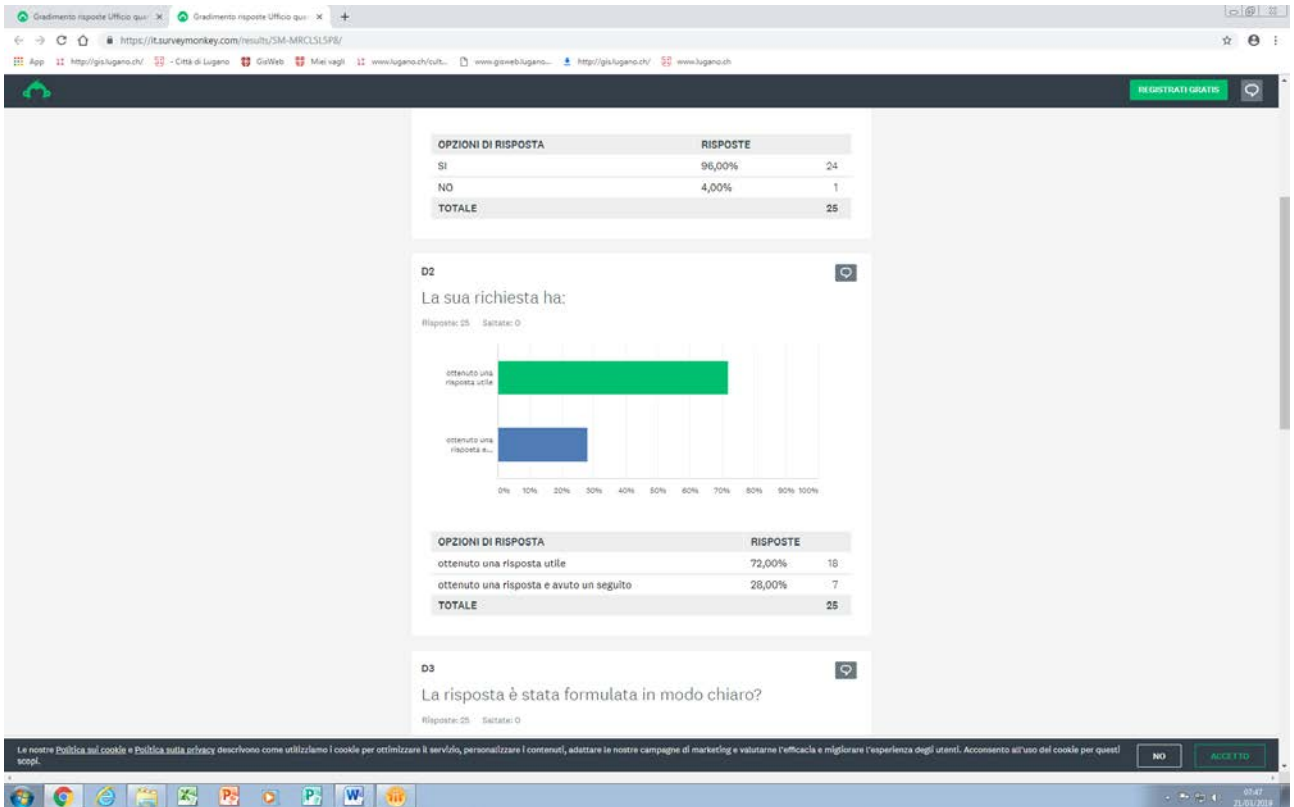 Gradimento risposte Ufficio qua
Gradimento risposte Ufficio qua
https://it.surveymonkey.com/results/SM-MRCLSL5P8/
App http://gis.lugano.ch/ - Città di Lugano GisWeb Miei vagli www.lugano.ch/cult... www.gisweb.lugano... http://gis.lugano.ch/ www.lugano.ch
REGISTRATI GRATIS
OPZIONI DI RISPOSTA RISPOSTE
SI 96,00% 24
NO 4,00% 1
TOTALE 25
D2
La sua richiesta ha:
Risposte: 25 Saltate: 0
ottenuto una
risposta utile
ottenuto una
risposta e...
0% 10% 20% 30% 40% 50% 60% 70% 80% 90% 100%
OPZIONI DI RISPOSTA RISPOSTE
ottenuto una risposta utile 72,00% 18
ottenuto una risposta e avuto un seguito 28,00% 7
TOTALE 25
D3
La risposta è stata formulata in modo chiaro?
Risposte: 25 Saltate: 0
Le nostre Politica sui cookie e Politica sulla privacy descrivono come utilizziamo i cookie per ottimizzare il servizio, personalizzare i contenuti, adattare le nostre campagne di marketing e valutarne l'efficacia e migliorare l'esperienza degli utenti. Acconsento all'uso dei cookie per questi
scopi.
NO ACCETTO
07:47
21/01/2019